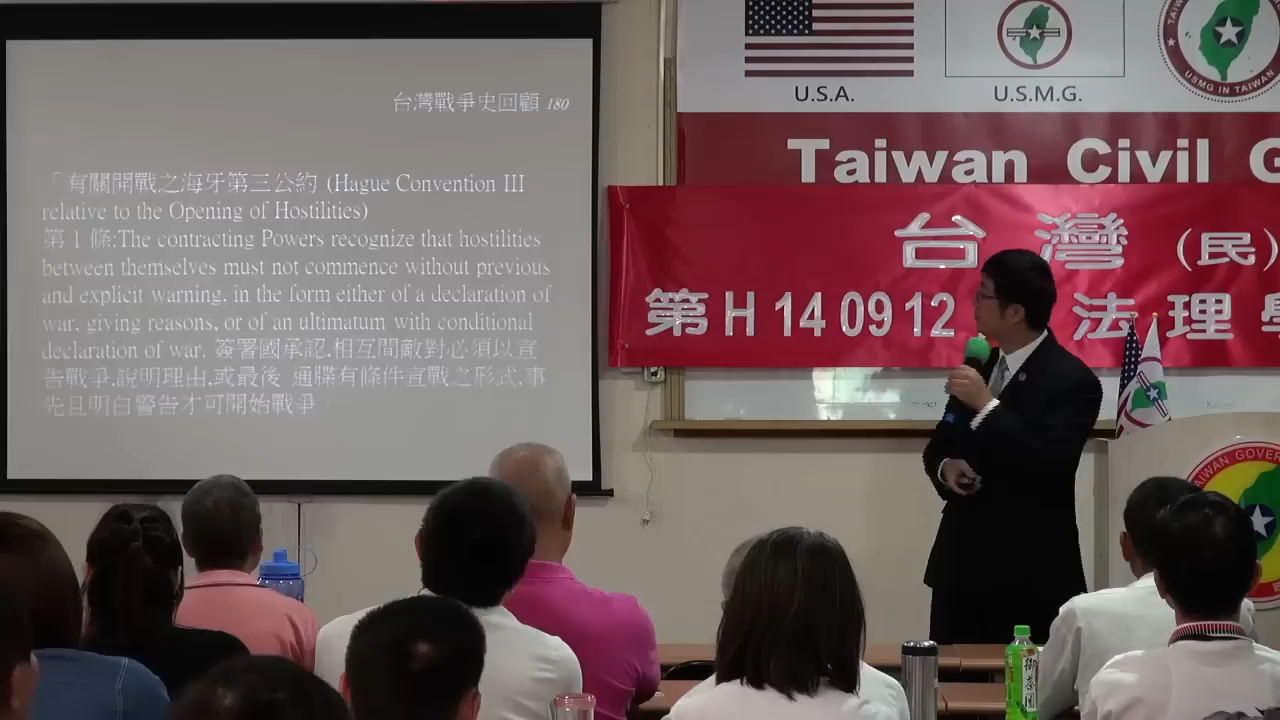 台灣戰爭史回顧 180
「有關開戰之海牙第三公約 (Hague Convention III
relative to the Opening of Hostilities)
第 1 條:The contracting Powers recognize that hostilities
between themselves must not commence without previous
and explicit warning, in the form either of a declaration of
war, giving reasons, or of an ultimatum with conditional
declaration of war. 簽署國承認,相互間敵對必須以宣
告戰爭,說明理由,或最後 通牒有條件宣戰之形式,事
先且明白警告才可開始戰爭。
U.S.A.
U.S.M.G.
USMG IN TAIWAN
Taiwan Civil G
台灣(民)
第H 14 09 12
法理學
TAIWAN GOVER
御茶園